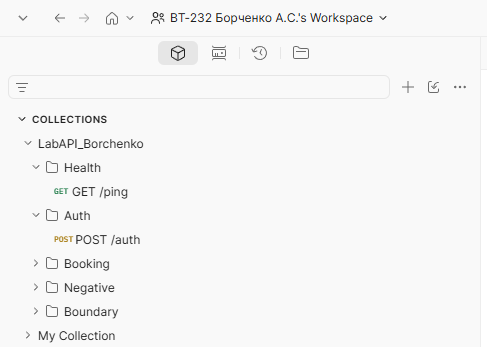 ВТ-232 Борченко А.С.'s Workspace
COLLECTIONS
LabAPI_Borchenko
Health
GET GET /ping
Auth
POST POST /auth
Booking
Negative
Boundary
My Collection